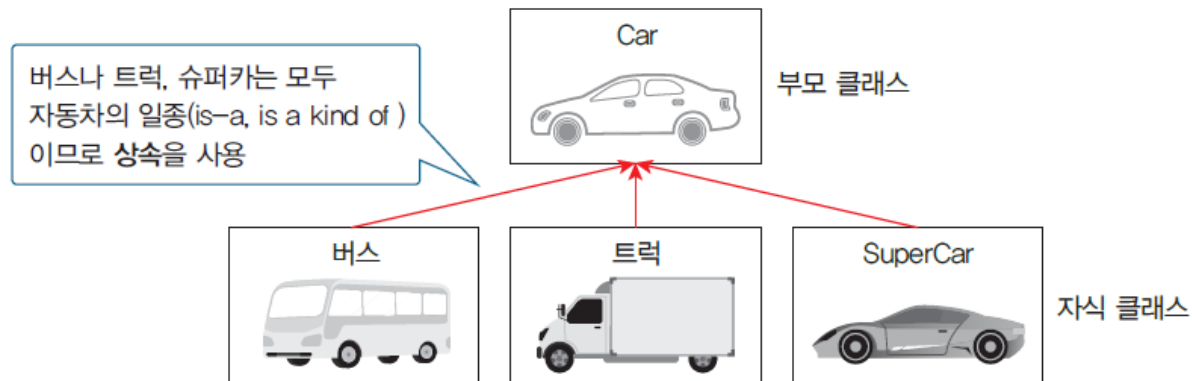 Car
부모 클래스
버스나 트럭, 슈퍼카는 모두
자동차의 일종(is-a, is a kind of )
이므로 상속을 사용
버스
트럭
SuperCar
자식 클래스